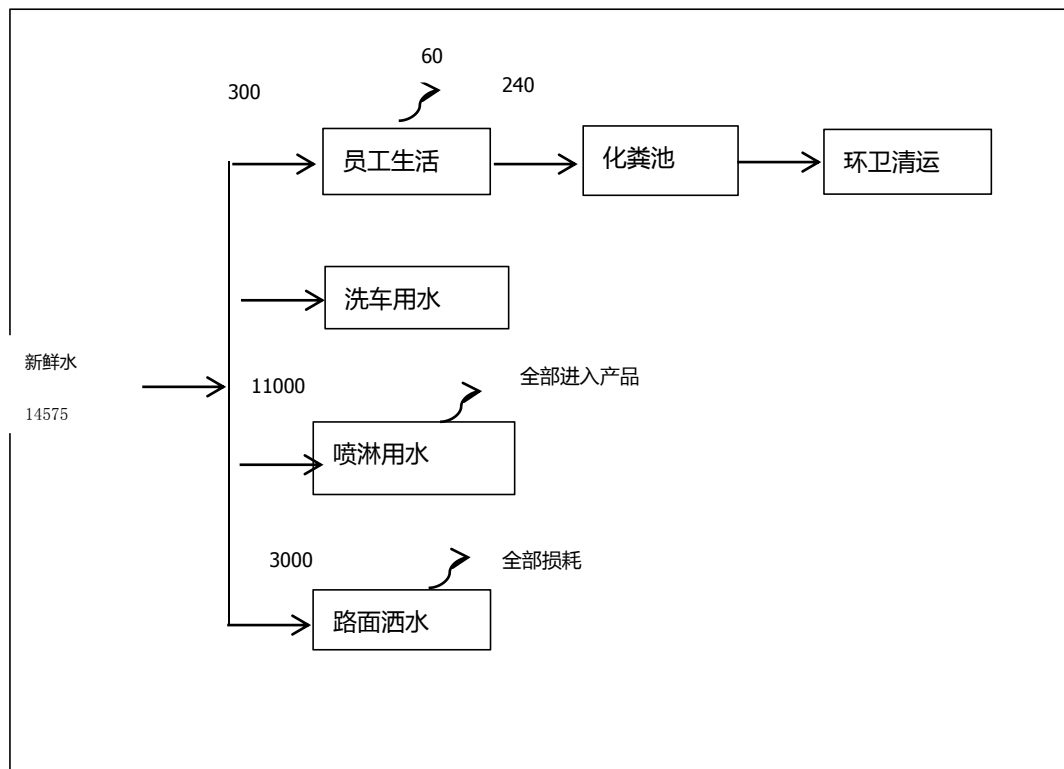 60
300
240
员工生活
化粪池
环卫清运
洗车用水
新鲜水
14575
11000
全部进入产品
喷淋用水
3000
全部损耗
路面洒水